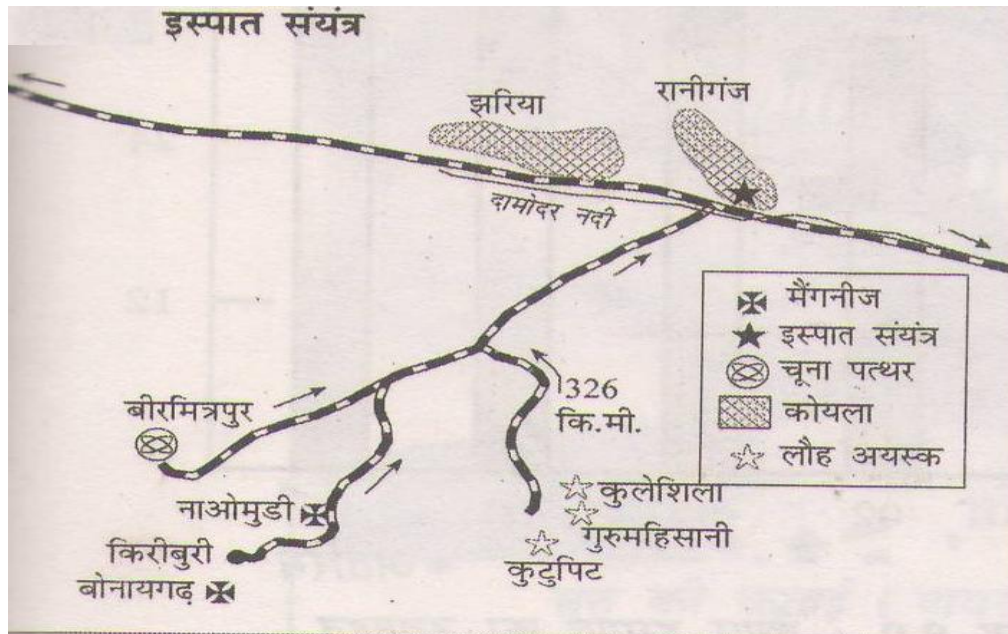 इस्पात संयंत्र
झरिया
रानीगंज
दामोदर नदी
मैंगनीज
इस्पात संयंत्र
चूना पत्थर
कोयला
लौह अयस्क
326
कि.मी.
बीरमित्रपुर
नाओमुडी
किरीबुरी
बोनायगढ़
कुलेशिला
गुरुमहिसानी
कुटुपिट